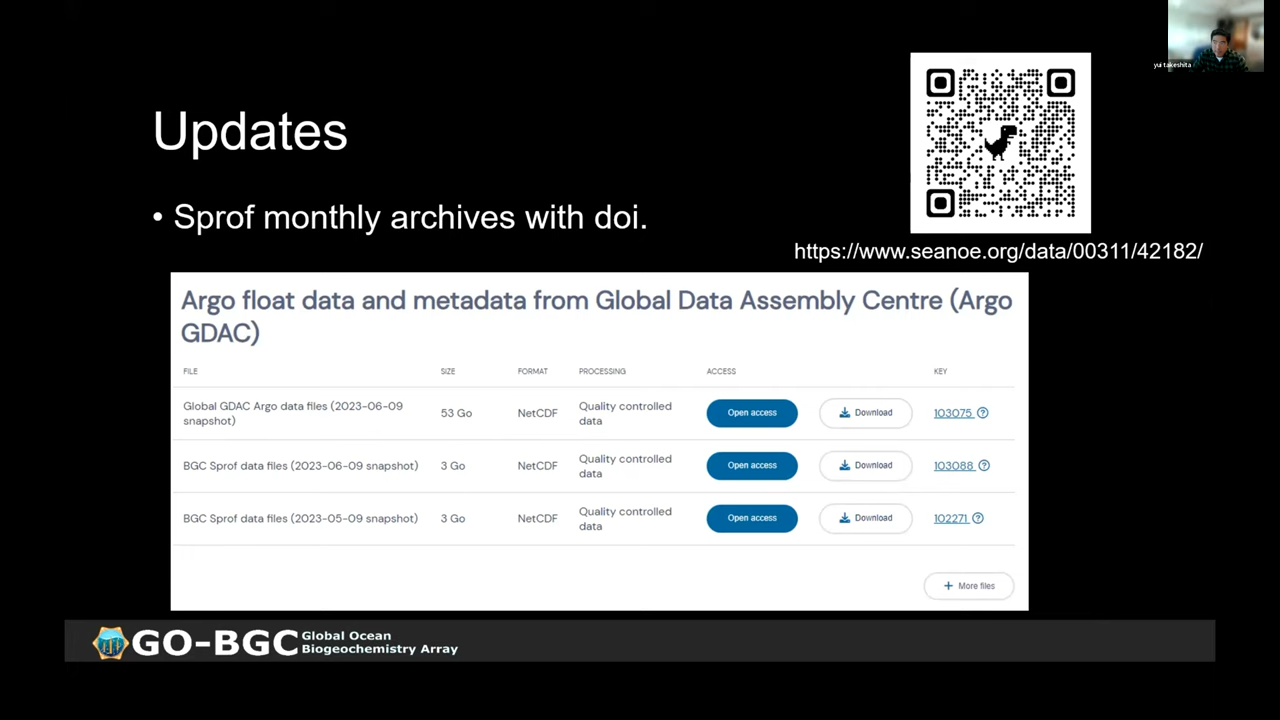 yui takeshita
Updates
• Sprof monthly archives with doi.
https://www.seanoe.org/data/00311/42182/
Argo float data and metadata from Global Data Assembly Centre (Argo
GDAC)
FILE SIZE FORMAT PROCESSING ACCESS KEY
Global GDAC Argo data files (2023-06-09
snapshot)
53 Go NetCDF
Quality controlled
data
Open access Download 103075 ?
BGC Sprof data files (2023-06-09 snapshot) 3 Go NetCDF
Quality controlled
data
Open access Download 103088 ?
BGC Sprof data files (2023-05-09 snapshot) 3 Go NetCDF
Quality controlled
data
Open access Download 102271 ?
+ More files
GO-BGC
Global Ocean
Biogeochemistry Array